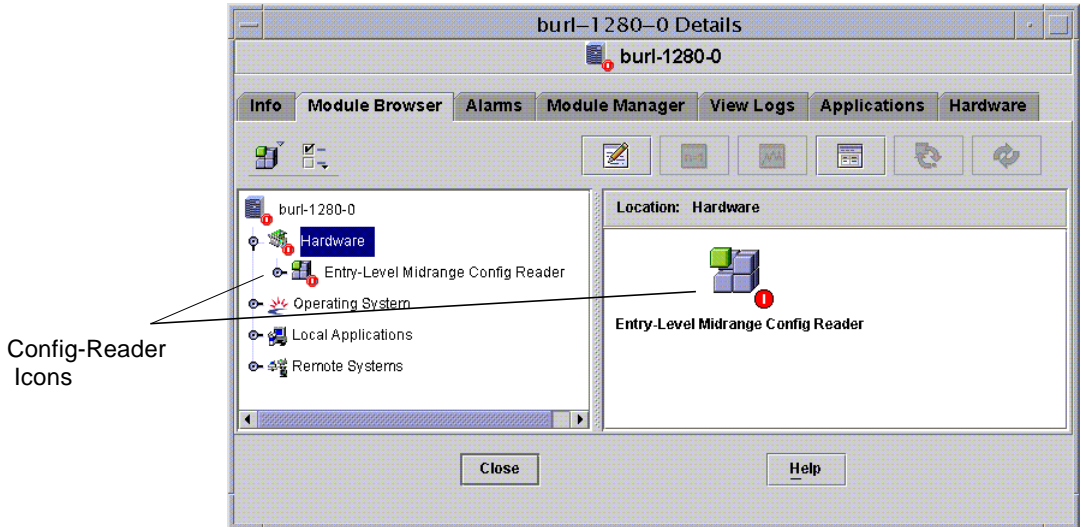 burl–1280–0 Details
burl-1280-0
Info Module Browser Alarms Module Manager View Logs Applications Hardware
burl-1280-0
Location: Hardware
Hardware
Entry-Level Midrange Config Reader
Operating System
Entry-Level Midrange Config Reader
Local Applications
Config-Reader
Icons
Remote Systems
Close Help